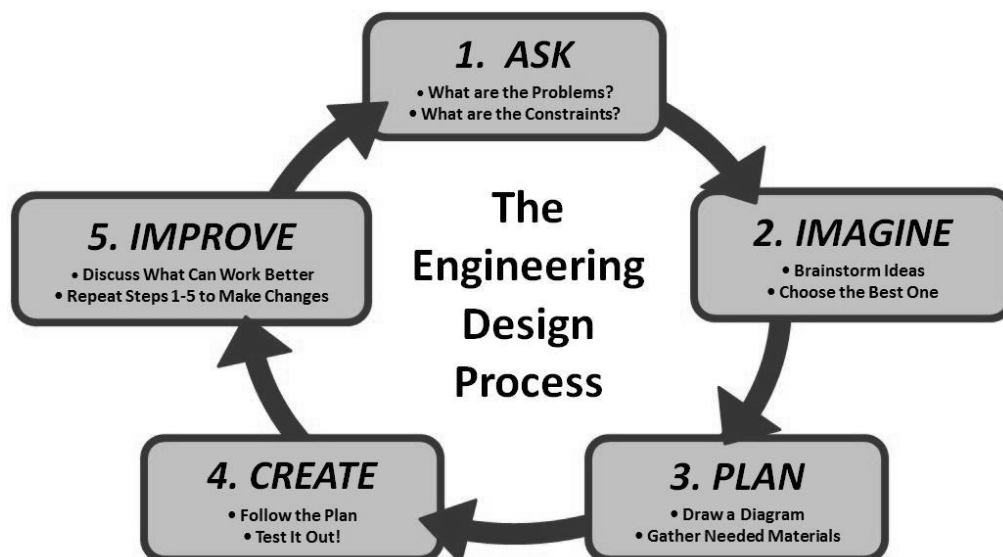 1. ASK
• What are the Problems?
• What are the Constraints?
The
Engineering
Design
Process
2. IMAGINE
• Brainstorm Ideas
• Choose the Best One
3. PLAN
• Draw a Diagram
• Gather Needed Materials
4. CREATE
• Follow the Plan
• Test It Out!
5. IMPROVE
• Discuss What Can Work Better
• Repeat Steps 1-5 to Make Changes